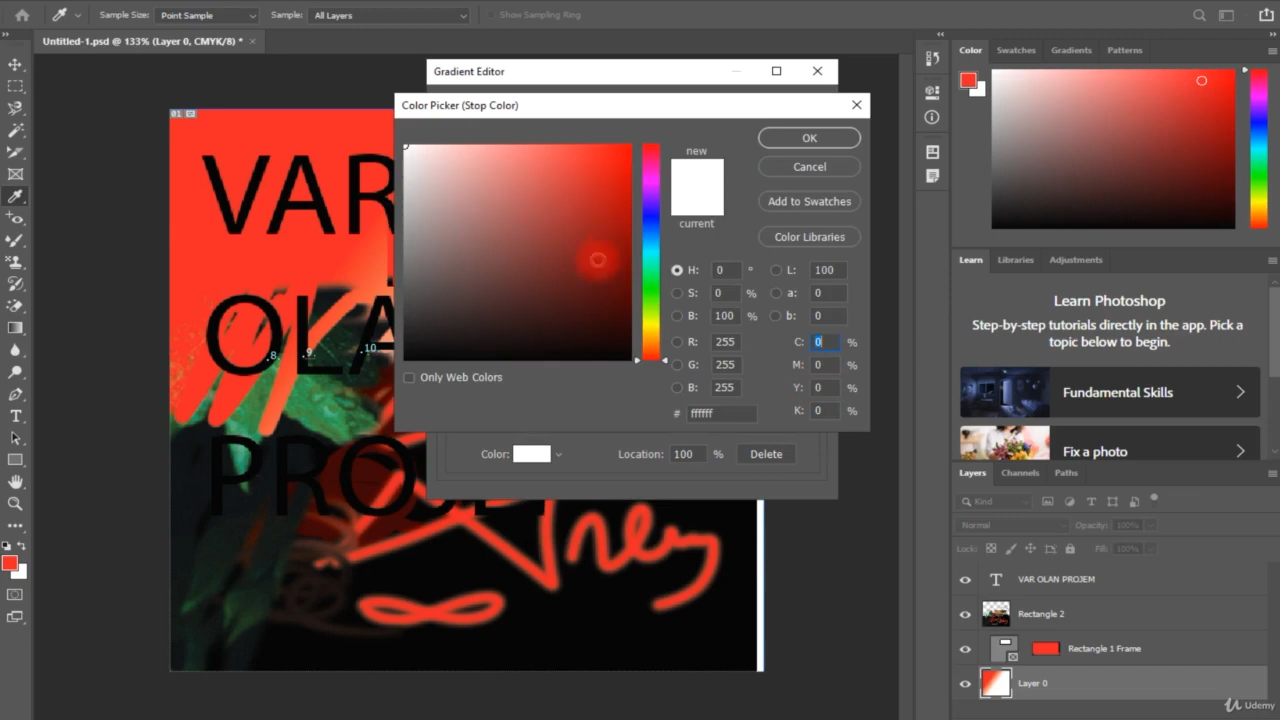 Sample Size: Point Sample Sample: All Layers Show Sampling Ring
Untitled-1.psd @ 133% (Layer 0, CMYK/8) *
Gradient Editor
Color Picker (Stop Color)
new
current
OK
Cancel
Add to Swatches
Color Libraries
H: 0 ° L: 100
S: 0 % a: 0
B: 100 % b: 0
R: 255 C: 0 %
G: 255 M: 0 %
B: 255 Y: 0 %
# ffffff K: 0 %
Only Web Colors
Color: Location: 100 % Delete
01
VAR
OLA
PROJEM
8
9
10
Color Swatches Gradients Patterns
Learn Libraries Adjustments
Learn Photoshop
Step-by-step tutorials directly in the app. Pick a
topic below to begin.
Fundamental Skills
Fix a photo
Layers Channels Paths
Kind
Normal Opacity: 100%
Lock: Fill: 100%
T VAR OLAN PROJEM
Rectangle 2
Rectangle 1 Frame
Layer 0
Udemy